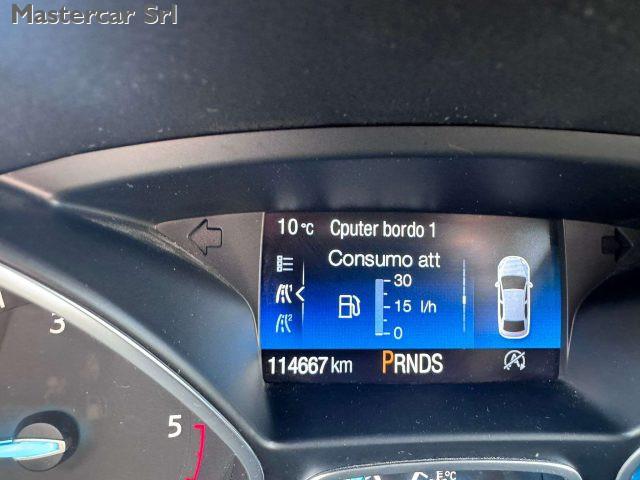 Mastercar Srl
10°C Cputer bordo 1
Consumo att
30
15 l/h
0
114667 km PRNDS
3
5
°C